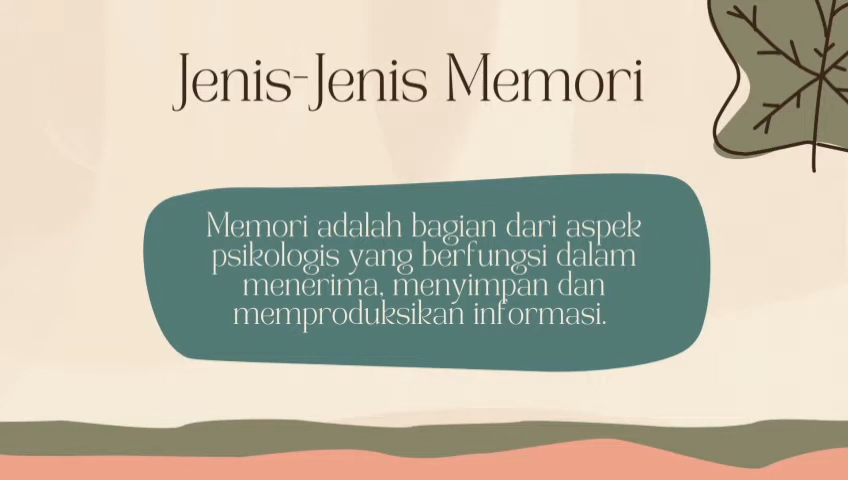 Jenis-Jenis Memori
Memori adalah bagian dari aspek
psikologis yang berfungsi dalam
menerima, menyimpan dan
memproduksikan informasi.